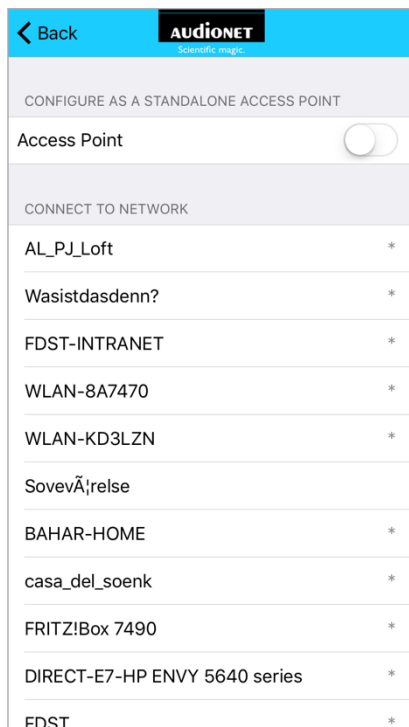 Back
AUDIONET
Scientific magic.
CONFIGURE AS A STANDALONE ACCESS POINT
Access Point
CONNECT TO NETWORK
AL_PJ_Loft *
Wasistdasdenn? *
FDST-INTRANET *
WLAN-8A7470 *
WLAN-KD3LZN *
SovevÃ¦relse
BAHAR-HOME *
casa_del_soenk *
FRITZ!Box 7490 *
DIRECT-E7-HP ENVY 5640 series *
FDST *